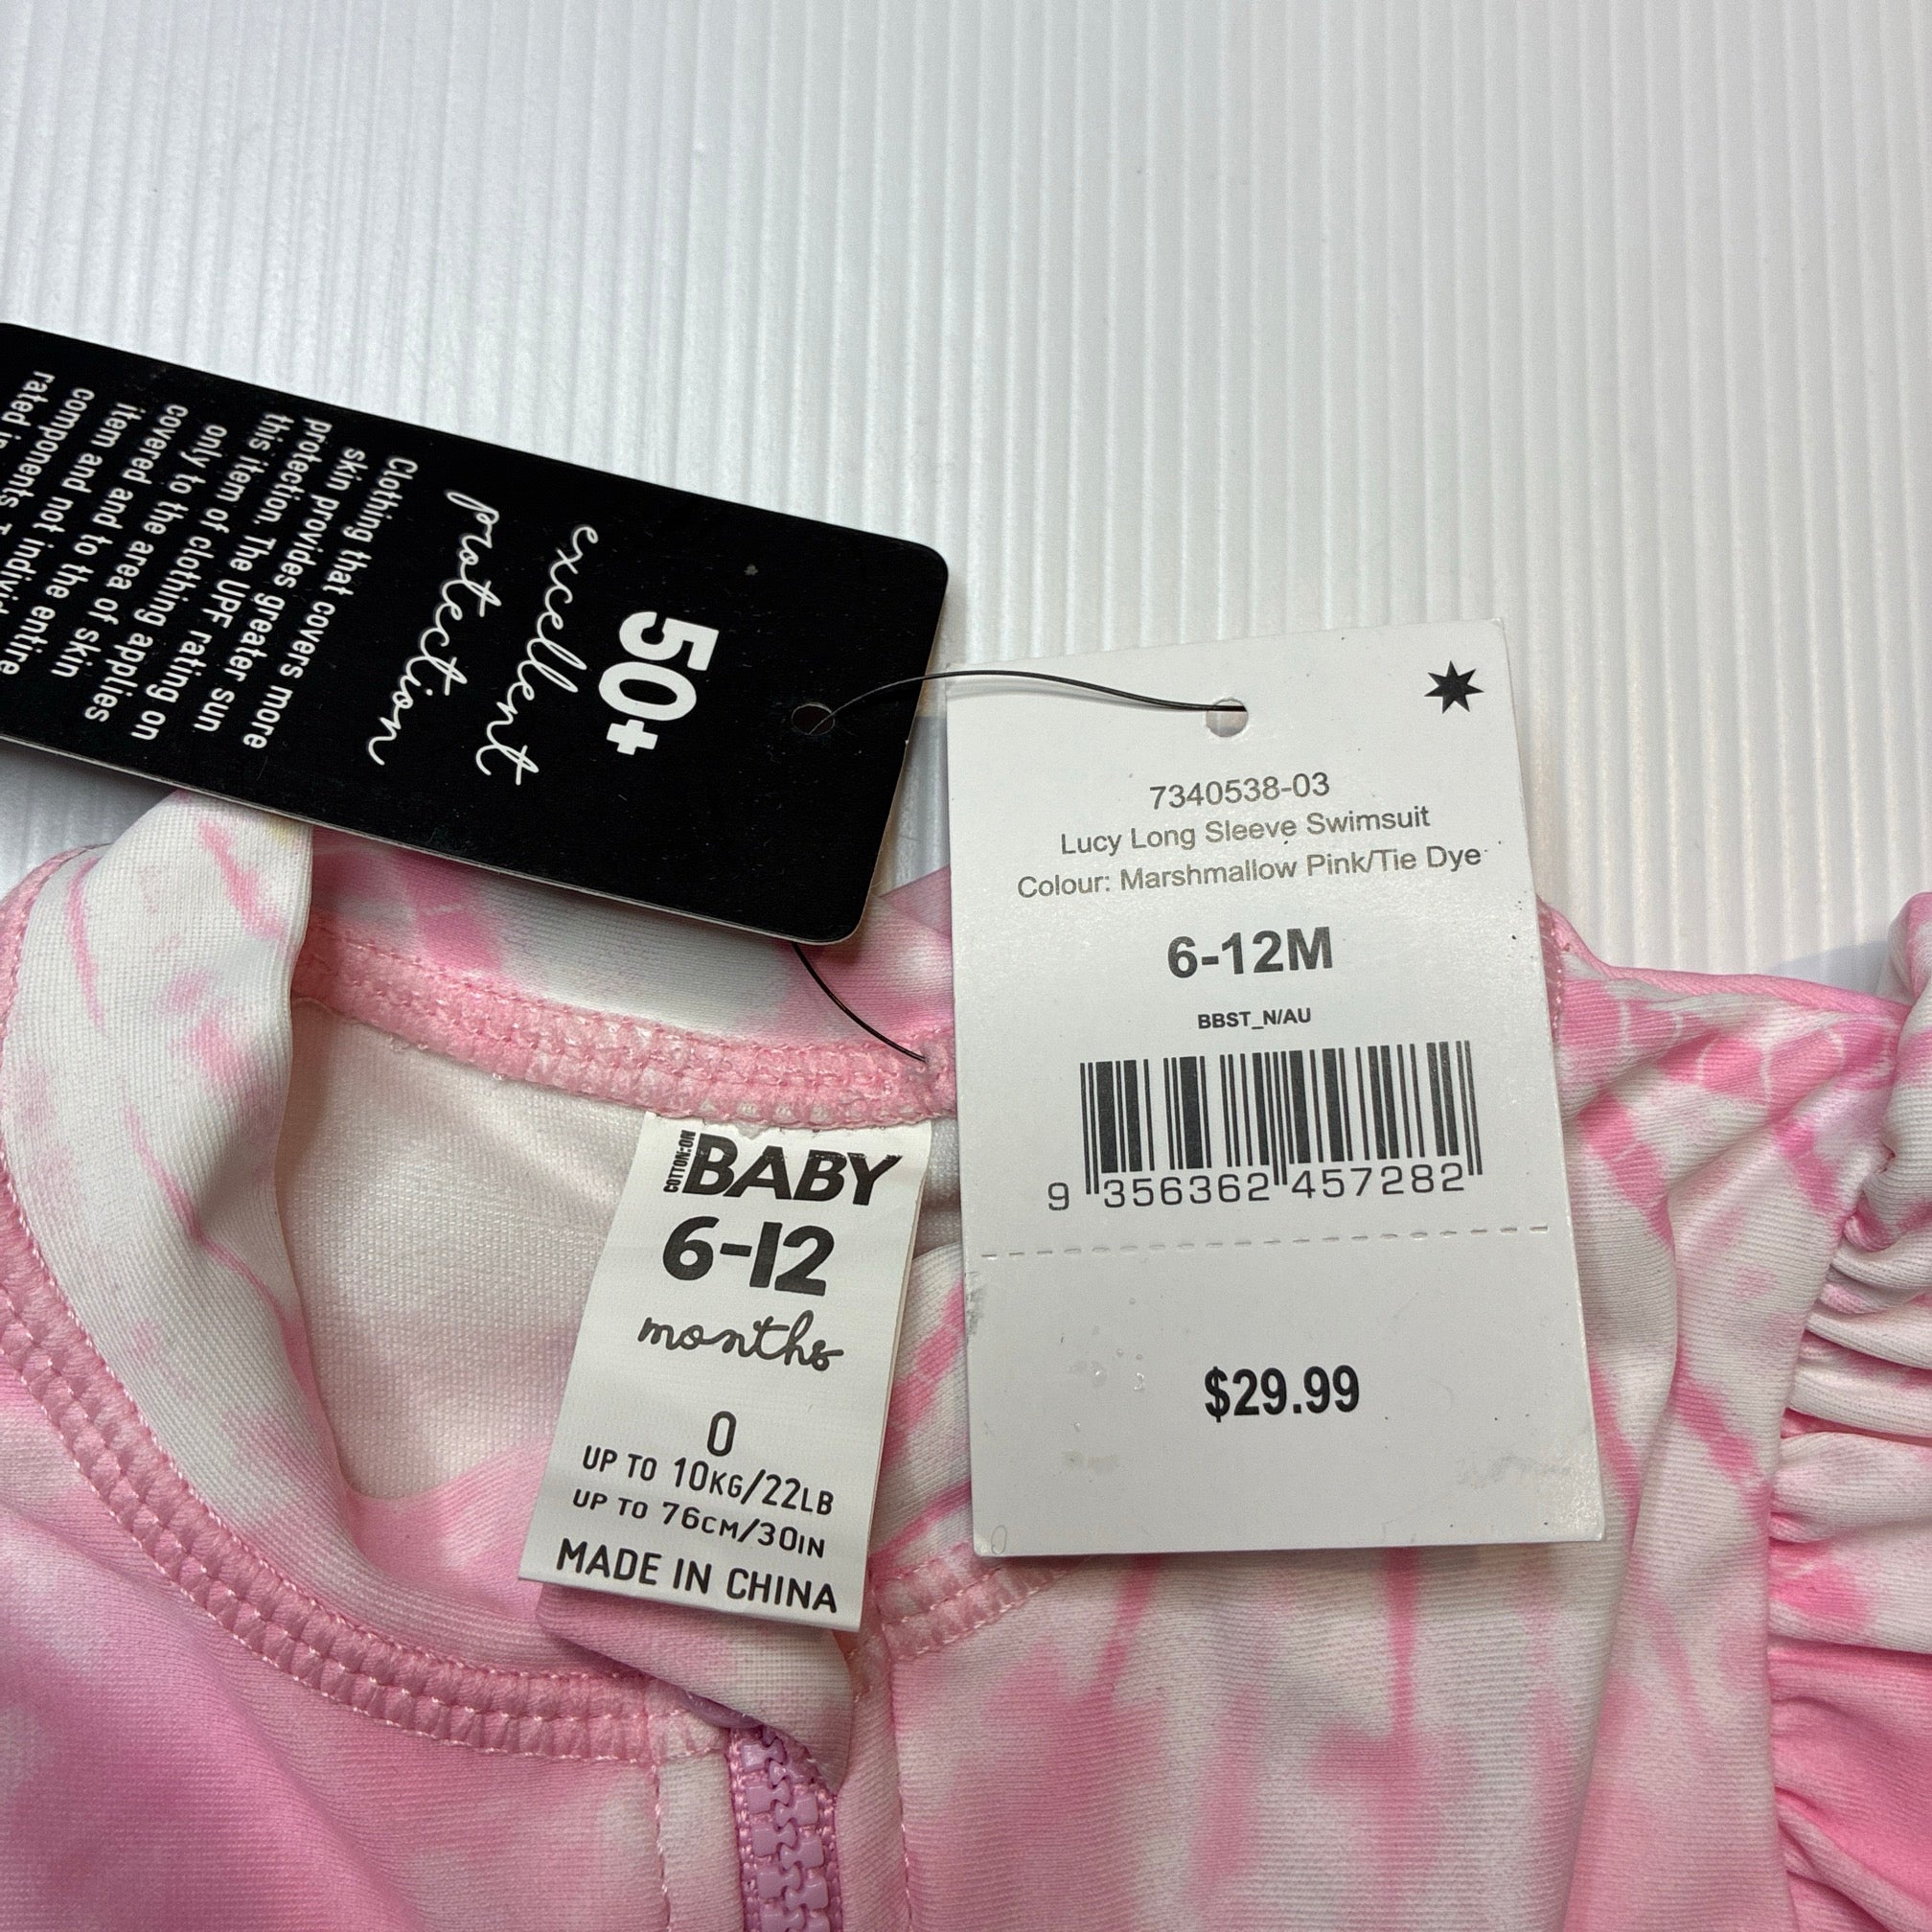 50+
excellent
protection
Clothing that covers more
skin provides greater sun
protection. The UPF rating on
this item of clothing applies
only to the area of skin
covered and to the entire
item and not
components.
rated
7340538-03
Lucy Long Sleeve Swimsuit
Colour: Marshmallow Pink/Tie Dye
6-12M
BBST_N/AU
9 356362 457282
$29.99
COTTON:ON
BABY
6-12
months
0
UP TO 10KG/22LB
UP TO 76CM/30IN
MADE IN CHINA